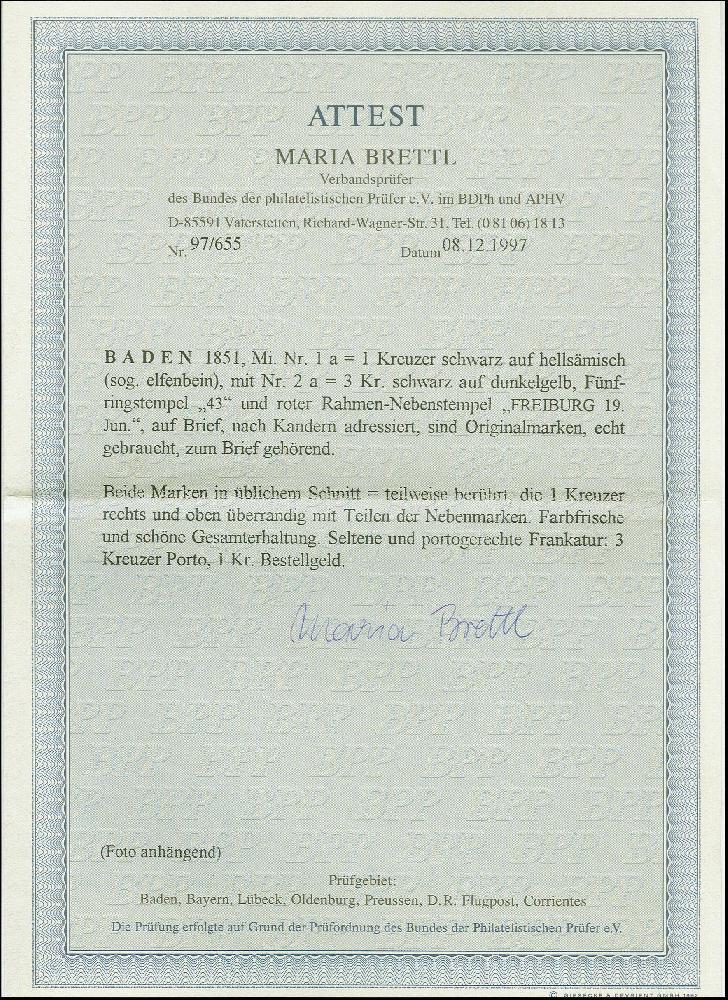 ATTEST
MARIA BRETTL
Verbandsprüfer
des Bundes der philatelistischen Prüfer e.V. im BDPh und APHV
D-85591 Vaterstetten, Richard-Wagner-Str. 31, Tel. (0 81 06) 18 13
Nr. 97/655 Datum 08.12.1997
BADEN 1851, Mi. Nr. 1 a = 1 Kreuzer schwarz auf hellsämisch
(sog. elfenbein), mit Nr. 2 a = 3 Kr. schwarz auf dunkelgelb, Fünf-
ringstempel „43“ und roter Rahmen-Nebenstempel „FREIBURG 19.
Jun.“, auf Brief, nach Kandern adressiert, sind Originalmarken, echt
gebraucht, zum Brief gehörend.
Beide Marken in üblichem Schnitt = teilweise berührt, die 1 Kreuzer
rechts und oben überrandig mit Teilen der Nebenmarken. Farbfrische
und schöne Gesamterhaltung. Seltene und portogerechte Frankatur: 3
Kreuzer Porto, 1 Kr. Bestellgeld.
Maria Brettl
(Foto anhängend)
Prüfgebiet:
Baden, Bayern, Lübeck, Oldenburg, Preussen, D.R. Flugpost, Corrientes
Die Prüfung erfolgte auf Grund der Prüfordnung des Bundes der Philatelistischen Prüfer e.V.
© GIESECKE & DEVRIENT GMBH